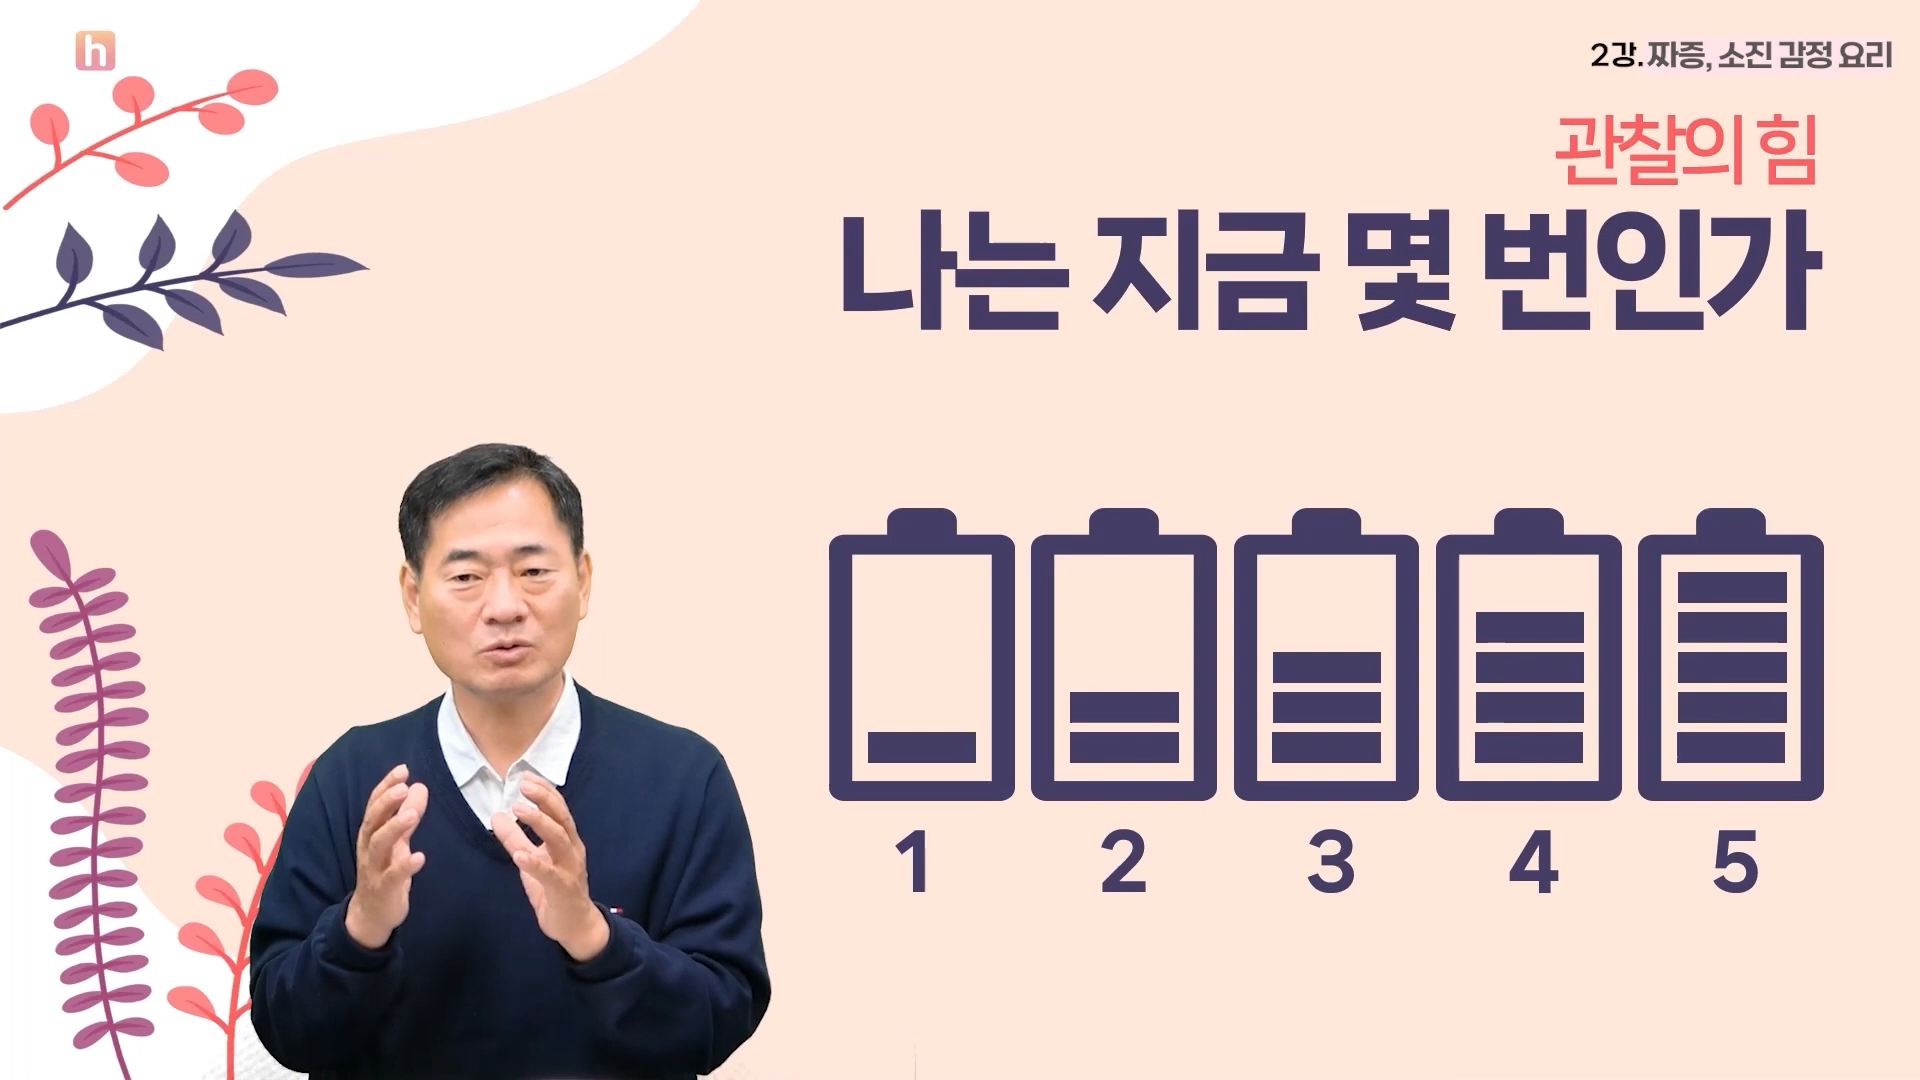 h
2강. 짜증, 소진 감정 요리
관찰의 힘
나는 지금 몇 번인가
1 2 3 4 5